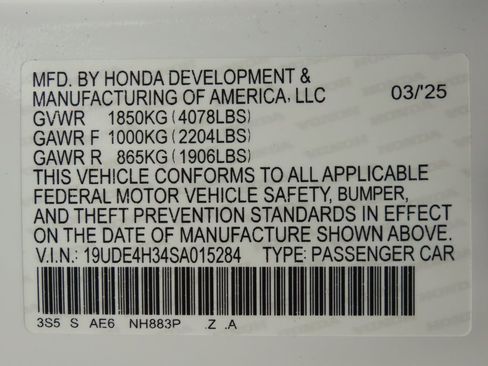 MFD. BY HONDA DEVELOPMENT &
MANUFACTURING OF AMERICA, LLC 03/'25
GVWR 1850KG (4078LBS)
GAWR F 1000KG (2204LBS)
GAWR R 865KG (1906LBS)
THIS VEHICLE CONFORMS TO ALL APPLICABLE
FEDERAL MOTOR VEHICLE SAFETY, BUMPER,
AND THEFT PREVENTION STANDARDS IN EFFECT
ON THE DATE OF MANUFACTURE SHOWN ABOVE.
V.I.N: 19UDE4H34SA015284 TYPE: PASSENGER CAR
3S5 S AE6 NH883P .Z .A